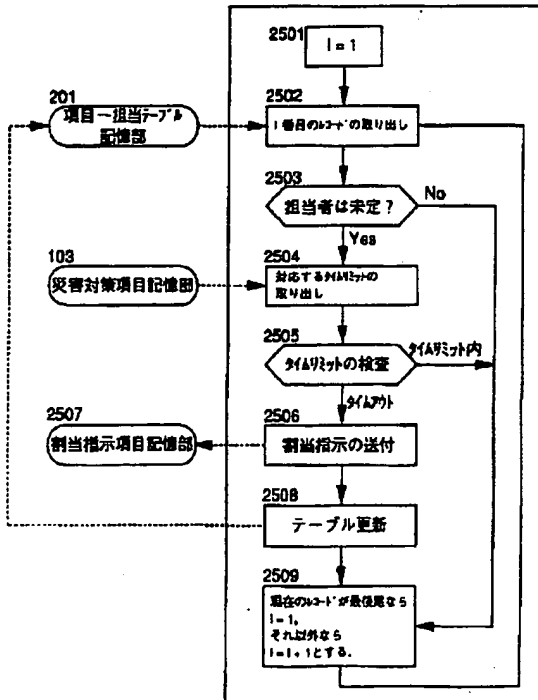 2501
I = 1
201
項目ー担当テーブル
記憶部
2502
I番目のレコードの取り出し
2503
担当者は未定？
No
Yes
103
災害対策項目記憶部
2504
対応するタイムリミットの
取り出し
2505
タイムリミットの検査
タイムリミット内
タイムアウト
2507
割当指示項目記憶部
2506
割当指示の送付
2508
テーブル更新
2509
現在のレコードが最後尾なら
I=1,
それ以外なら
I=I+1とする.